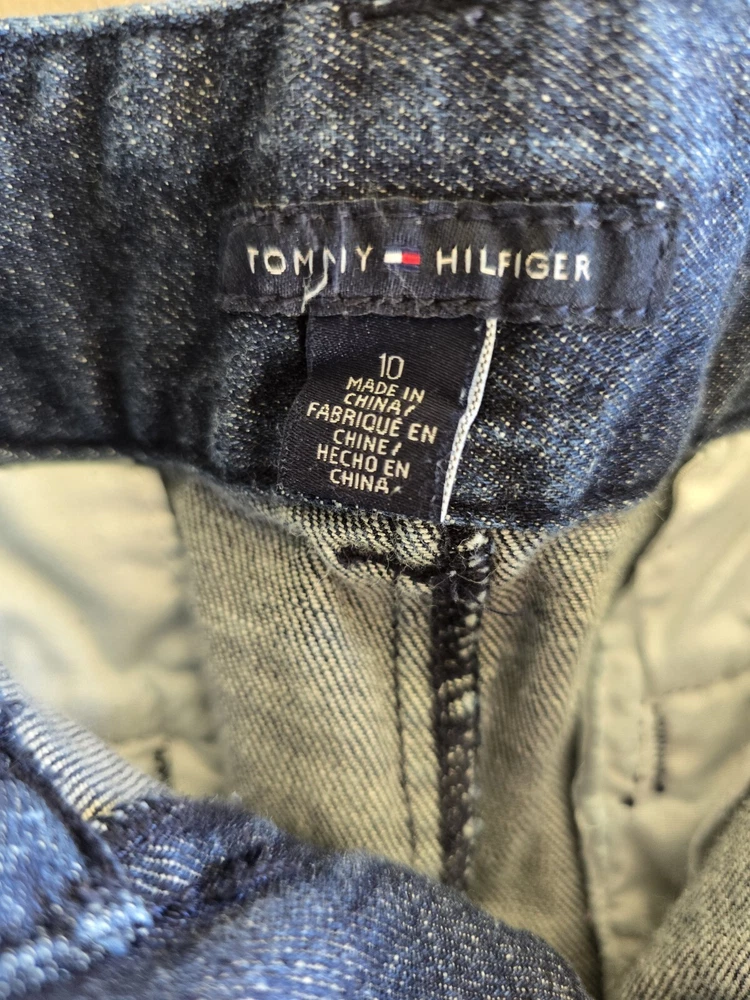 TOMMY HILFIGER
10
MADE IN
CHINA/
FABRIQUÉ EN
CHINE/
HECHO EN
CHINA